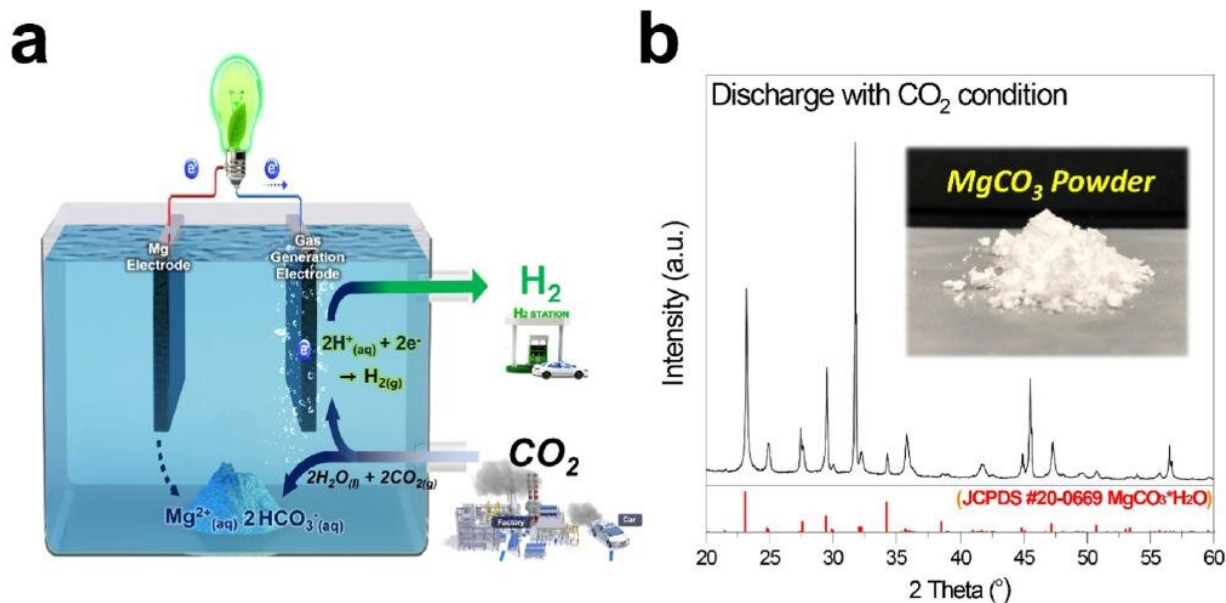 a
e-
e-
Mg
Electrode
Gas
Generation
Electrode
H2
H2 STATION
2H+(aq) + 2e-
e-
→ H2(g)
CO2
2H2O(l) + 2CO2(g)
Mg2+(aq) 2 HCO3-(aq)
Factory
Car
b
Discharge with CO2 condition
MgCO3 Powder
Intensity (a.u.)
(JCPDS #20-0669 MgCO3*H2O)
20 25 30 35 40 45 50 55 60
2 Theta (°)